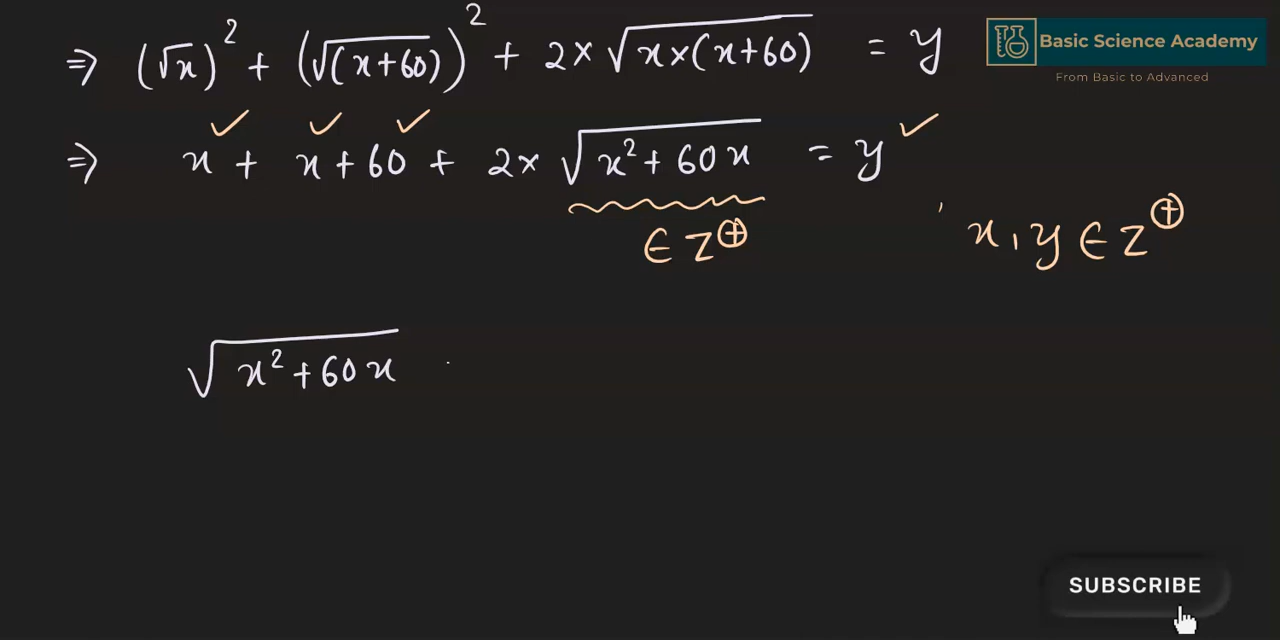 ⇒ (√x)² + (√(x+60))² + 2× √x×(x+60) = y
Basic Science Academy
From Basic to Advanced
⇒ x + x+60 + 2× √x²+60x = y
∈ Z⊕
x, y ∈ Z⊕
√x²+60x
SUBSCRIBE